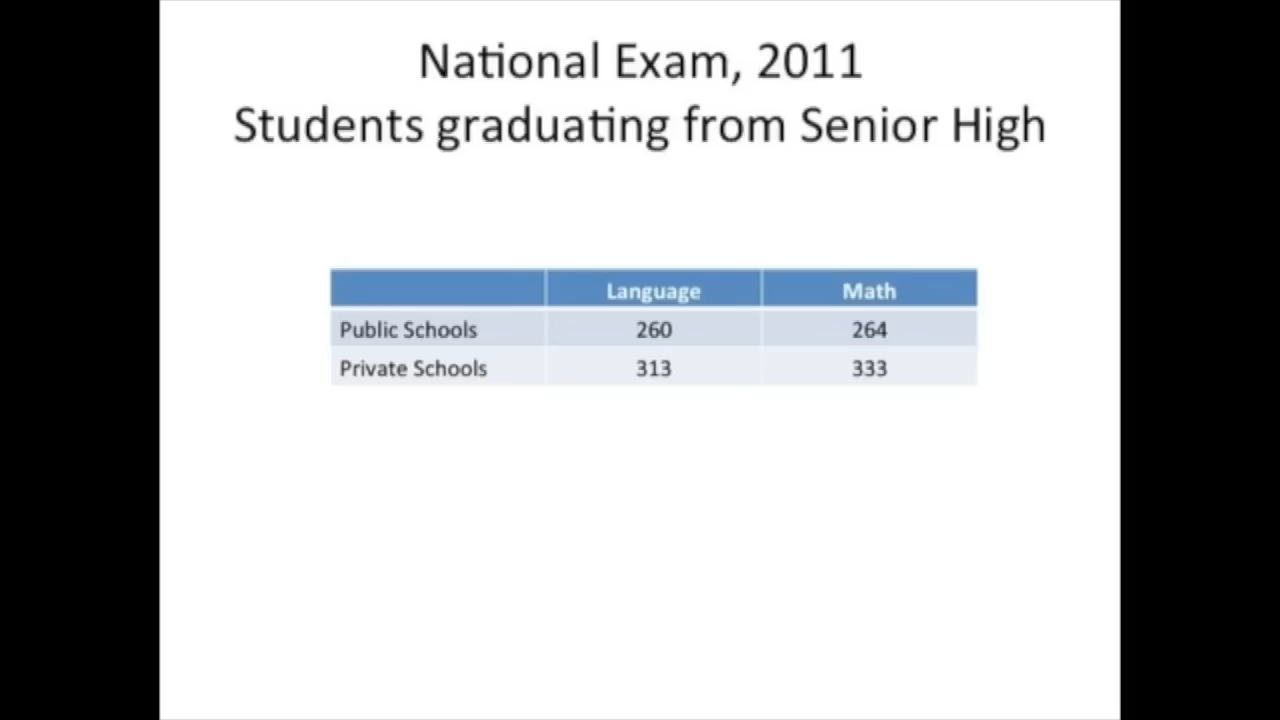 National Exam, 2011
Students graduating from Senior High
Language Math
Public Schools 260 264
Private Schools 313 333